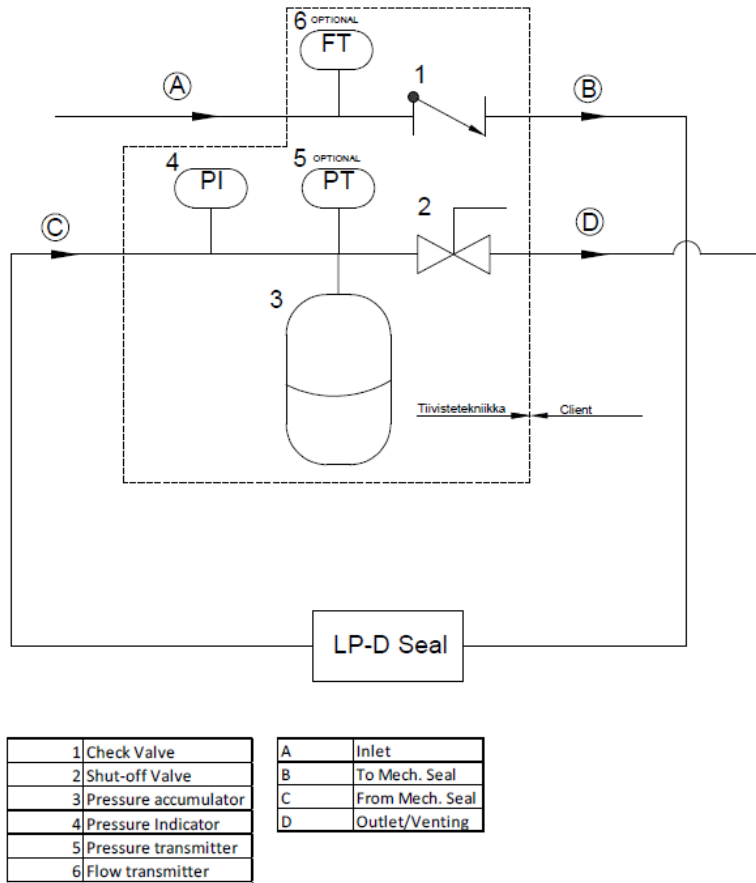 6 OPTIONAL
FT
A
1
B
4
PI
5 OPTIONAL
PT
2
C
D
3
Tiivistetekniikka
Client
LP-D Seal
1 Check Valve
2 Shut-off Valve
3 Pressure accumulator
4 Pressure Indicator
5 Pressure transmitter
6 Flow transmitter
A Inlet
B To Mech. Seal
C From Mech. Seal
D Outlet/Venting